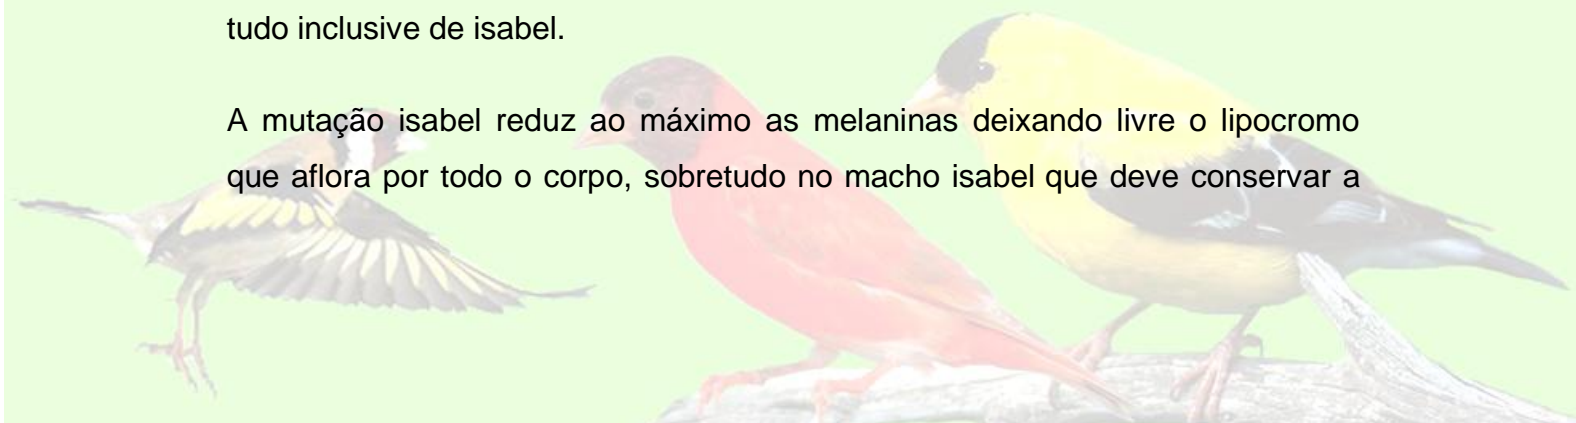 tudo inclusive de isabel.
A mutação isabel reduz ao máximo as melaninas deixando livre o lipocromo
que aflora por todo o corpo, sobretudo no macho isabel que deve conservar a